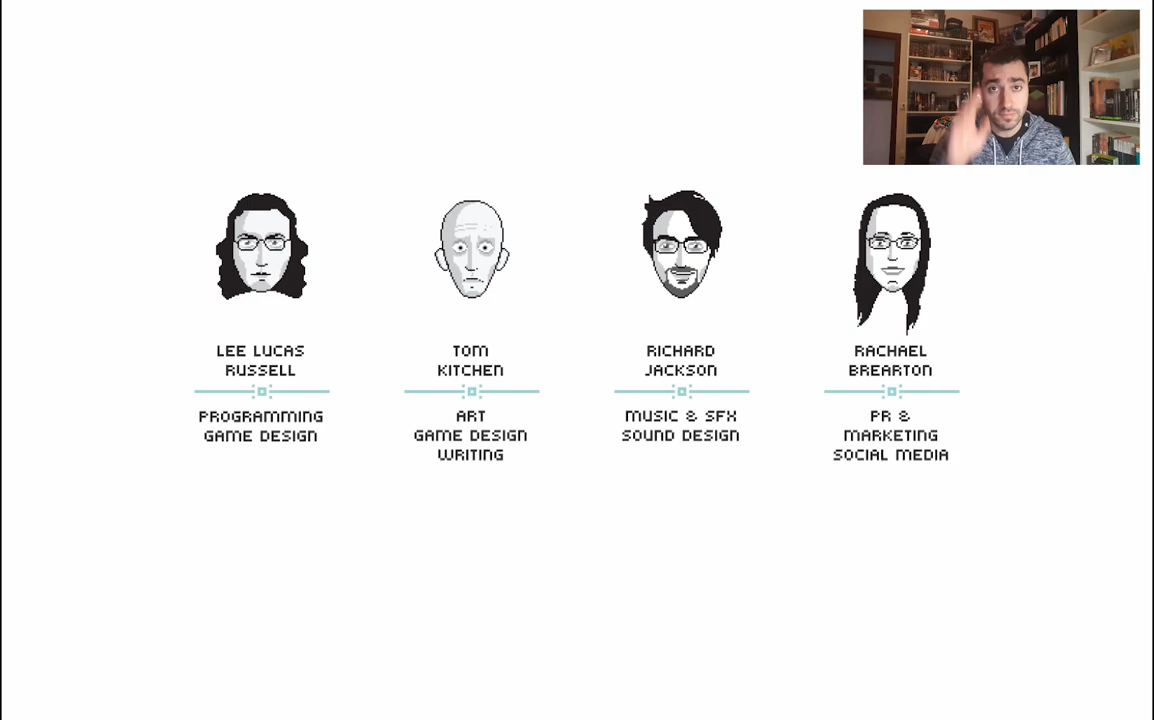 LEE LUCAS
RUSSELL
PROGRAMMING
GAME DESIGN
TOM
KITCHEN
ART
GAME DESIGN
WRITING
RICHARD
JACKSON
MUSIC & SFX
SOUND DESIGN
RACHAEL
BREARTON
PR &
MARKETING
SOCIAL MEDIA